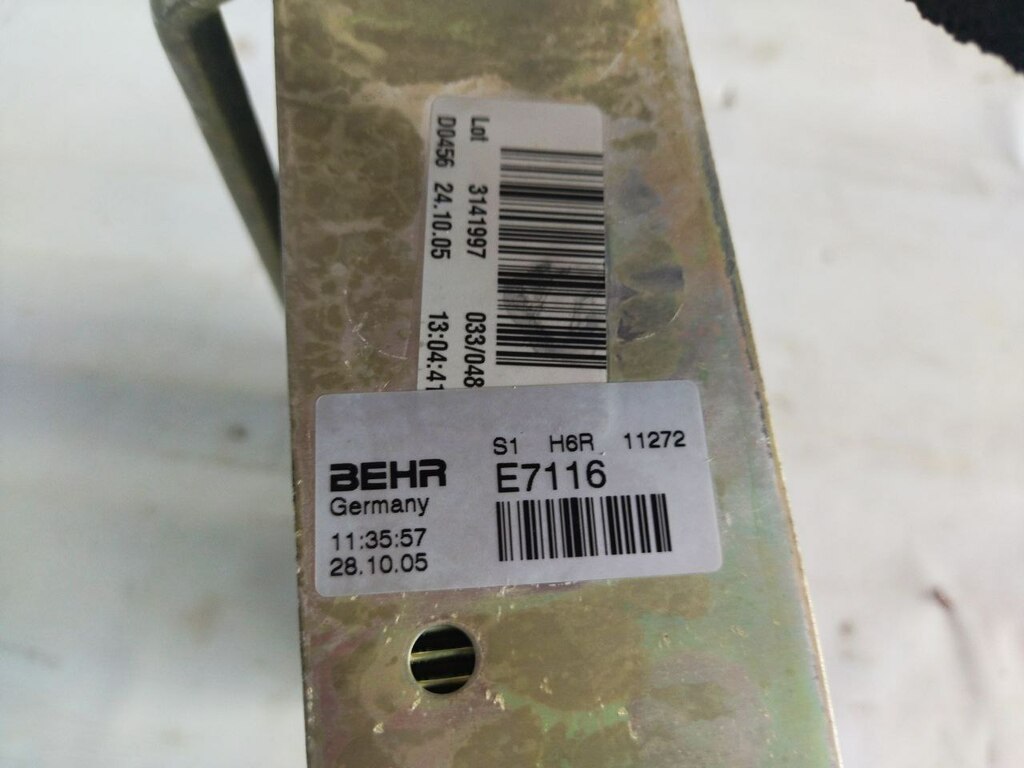 Lot 3141997 033/048
D0456 24.10.05 13:04:41
S1 H6R 11272
BEHR E7116
Germany
11:35:57
28.10.05